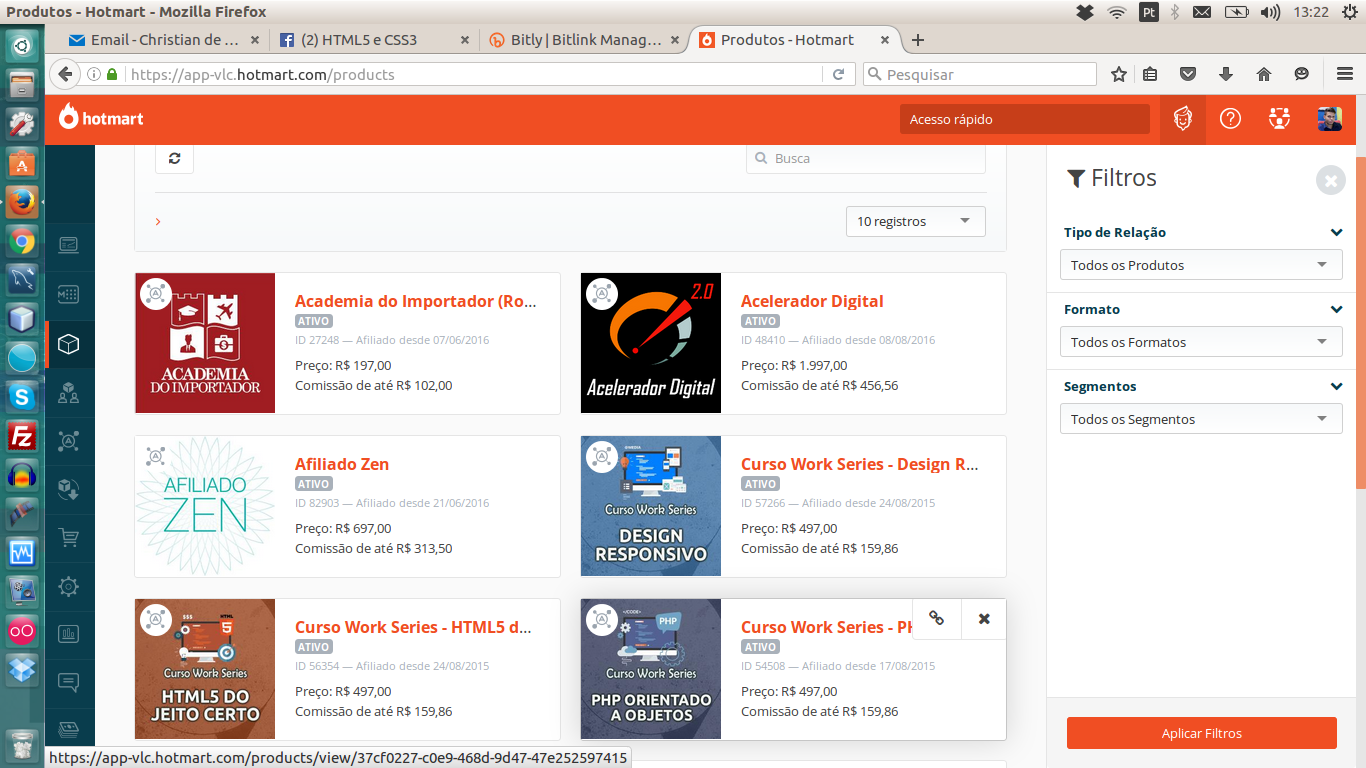 Produtos - Hotmart - Mozilla Firefox
Pt
13:22
Email - Christian de ...
(2) HTML5 e CSS3
Bitly | Bitlink Manag...
Produtos - Hotmart
https://app-vlc.hotmart.com/products
Pesquisar
hotmart
Acesso rápido
Busca
10 registros
Filtros
Tipo de Relação
Todos os Produtos
Formato
Todos os Formatos
Segmentos
Todos os Segmentos
Aplicar Filtros
ACADEMIA
DO IMPORTADOR
Academia do Importador (Ro...
ATIVO
ID 27248 — Afiliado desde 07/06/2016
Preço: R$ 197,00
Comissão de até R$ 102,00
2.0
Acelerador Digital
Acelerador Digital
ATIVO
ID 48410 — Afiliado desde 08/08/2016
Preço: R$ 1.997,00
Comissão de até R$ 456,56
AFILIADO
ZEN
Afiliado Zen
ATIVO
ID 82903 — Afiliado desde 21/06/2016
Preço: R$ 697,00
Comissão de até R$ 313,50
Curso Work Series
DESIGN
RESPONSIVO
Curso Work Series - Design R...
ATIVO
ID 57266 — Afiliado desde 24/08/2015
Preço: R$ 497,00
Comissão de até R$ 159,86
Curso Work Series
HTML5 DO
JEITO CERTO
Curso Work Series - HTML5 d...
ATIVO
ID 56354 — Afiliado desde 24/08/2015
Preço: R$ 497,00
Comissão de até R$ 159,86
PHP
Curso Work Series
PHP ORIENTADO
A OBJETOS
Curso Work Series - PH
ATIVO
ID 54508 — Afiliado desde 17/08/2015
Preço: R$ 497,00
Comissão de até R$ 159,86
https://app-vlc.hotmart.com/products/view/37cf0227-c0e9-468d-9d47-47e252597415